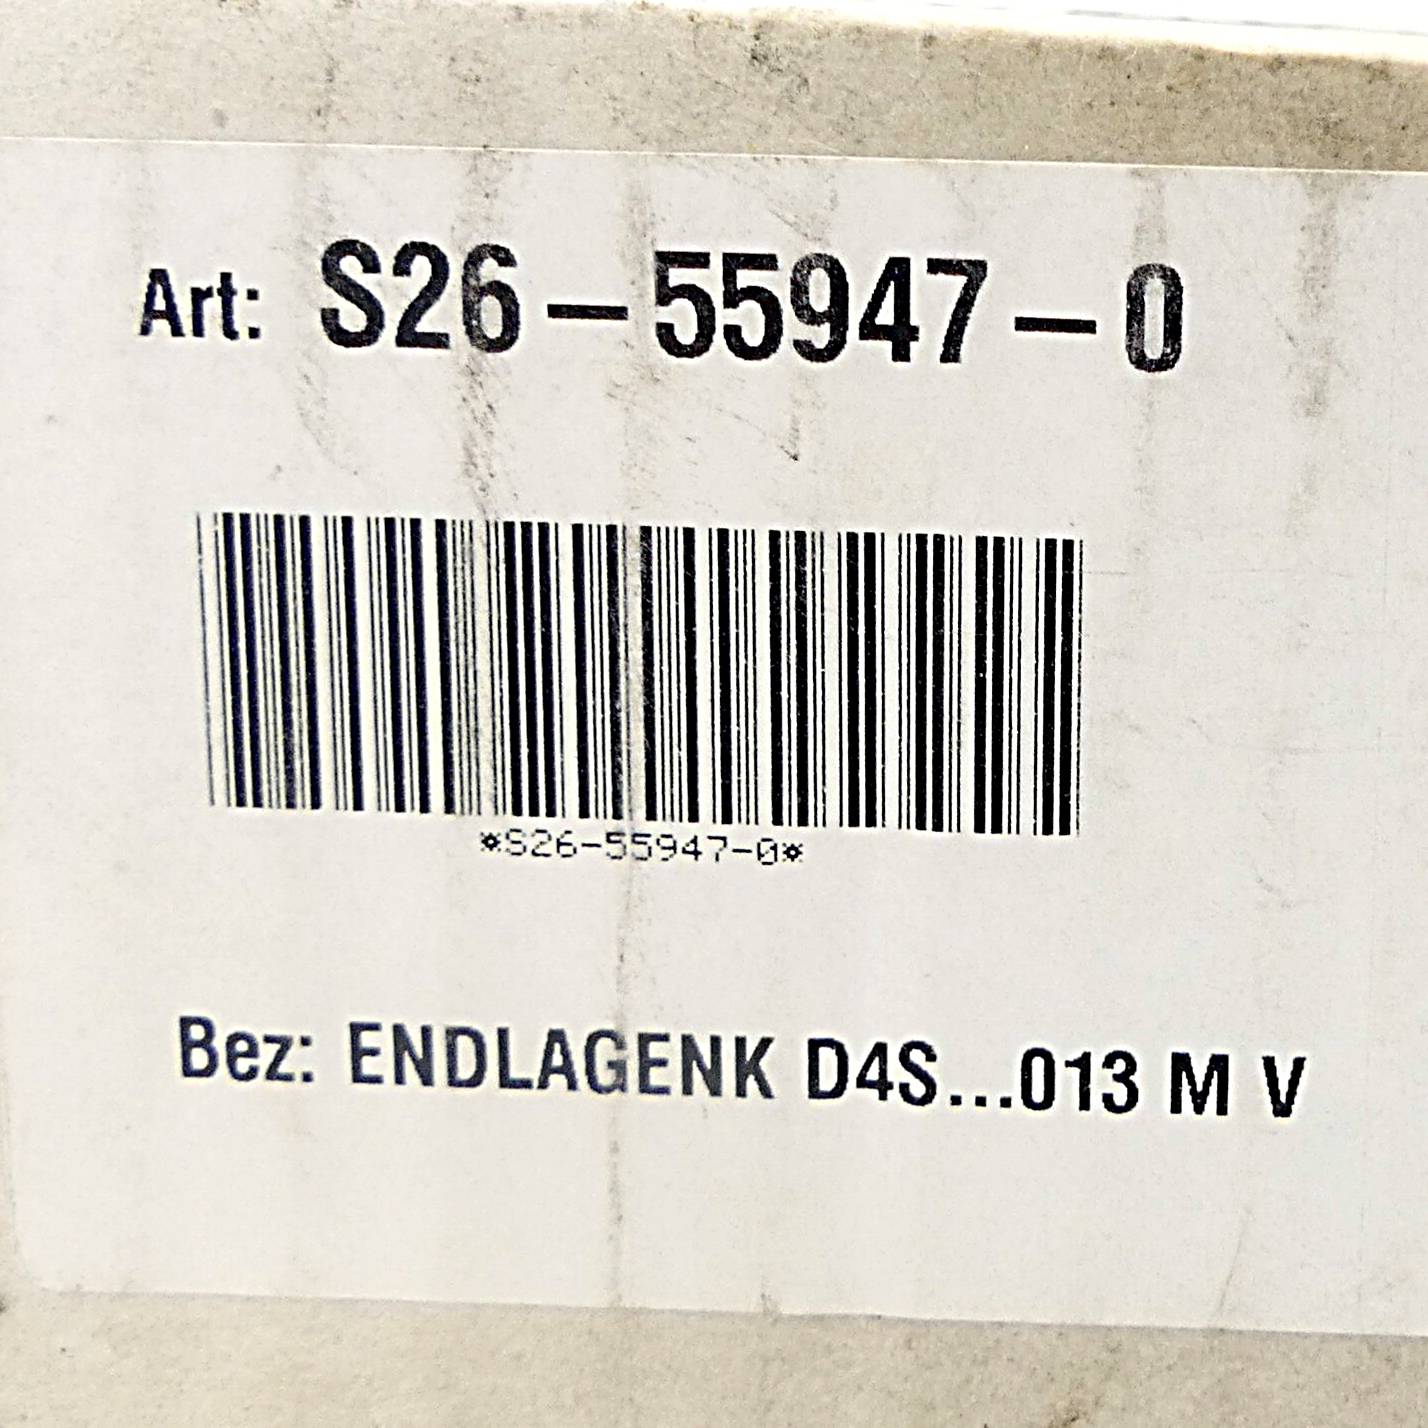 Art: S26-55947-0
*S26-55947-0*
Bez: ENDLAGENK D4S...013 M V